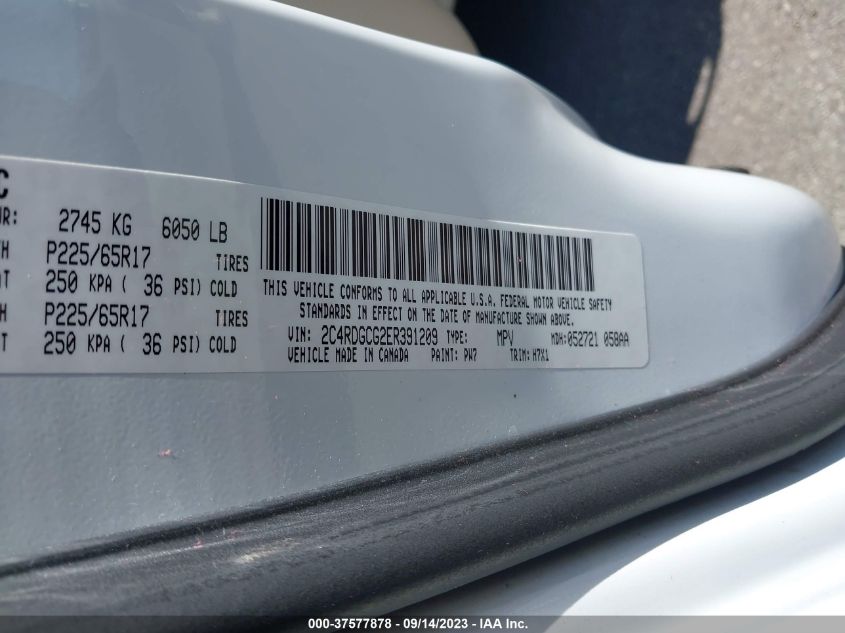 C
VR: 2745 KG 6050 LB
TH P225/65R17 TIRES
AT 250 KPA ( 36 PSI) COLD
H P225/65R17 TIRES
T 250 KPA ( 36 PSI) COLD
THIS VEHICLE CONFORMS TO ALL APPLICABLE U.S.A. FEDERAL MOTOR VEHICLE SAFETY
STANDARDS IN EFFECT ON THE DATE OF MANUFACTURE SHOWN ABOVE.
VIN: 2C4RDGCG2ER391209 TYPE: MPV MDH: 052721 058AA
VEHICLE MADE IN CANADA PAINT: PW7 TRIM: H7X1
000-37577878 - 09/14/2023 - IAA Inc.